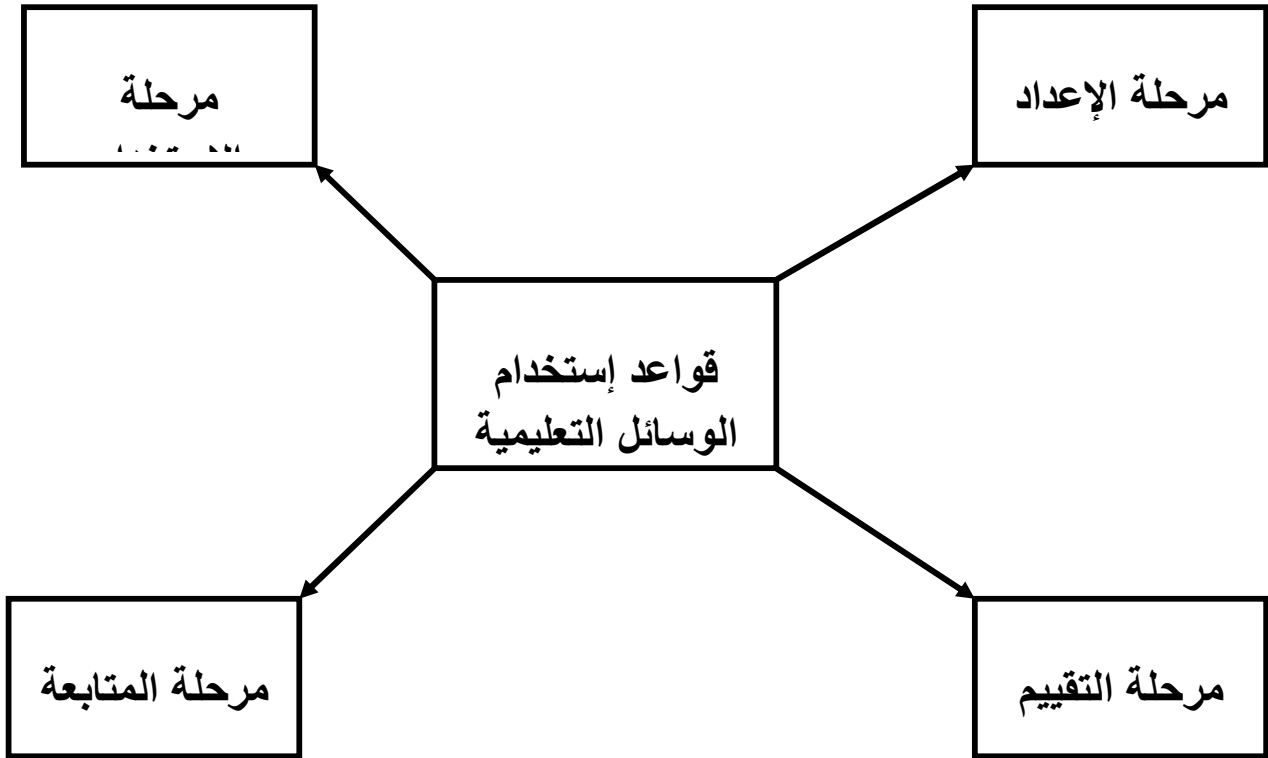 مرحلة الإعداد
مرحلة
قواعد إستخدام
الوسائل التعليمية
مرحلة التقييم
مرحلة المتابعة